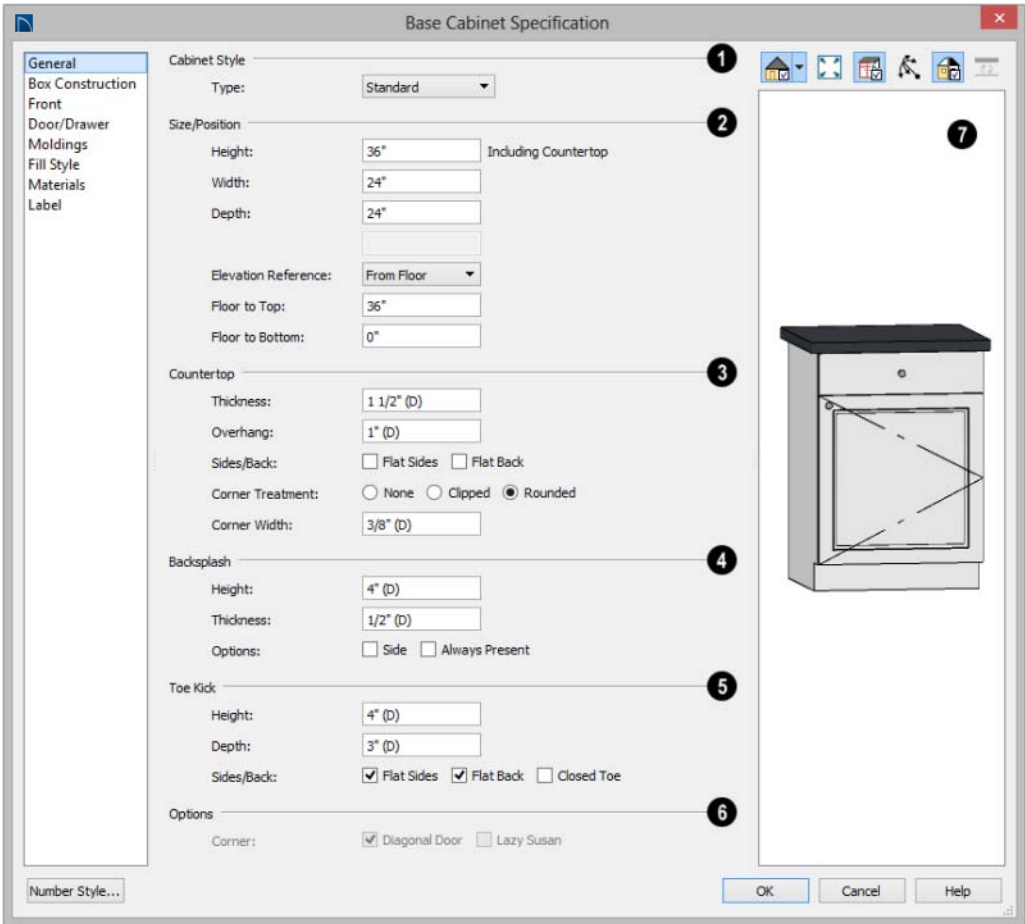 Base Cabinet Specification
General
Box Construction
Front
Door/Drawer
Moldings
Fill Style
Materials
Label
Cabinet Style 1
Type: Standard
Size/Position 2
Height: 36" Including Countertop
Width: 24"
Depth: 24"
Elevation Reference: From Floor
Floor to Top: 36"
Floor to Bottom: 0"
Countertop 3
Thickness: 1 1/2" (D)
Overhang: 1" (D)
Sides/Back: Flat Sides Flat Back
Corner Treatment: None Clipped Rounded
Corner Width: 3/8" (D)
Backsplash 4
Height: 4" (D)
Thickness: 1/2" (D)
Options: Side Always Present
Toe Kick 5
Height: 4" (D)
Depth: 3" (D)
Sides/Back: Flat Sides Flat Back Closed Toe
Options 6
Corner: Diagonal Door Lazy Susan
7
Number Style... OK Cancel Help